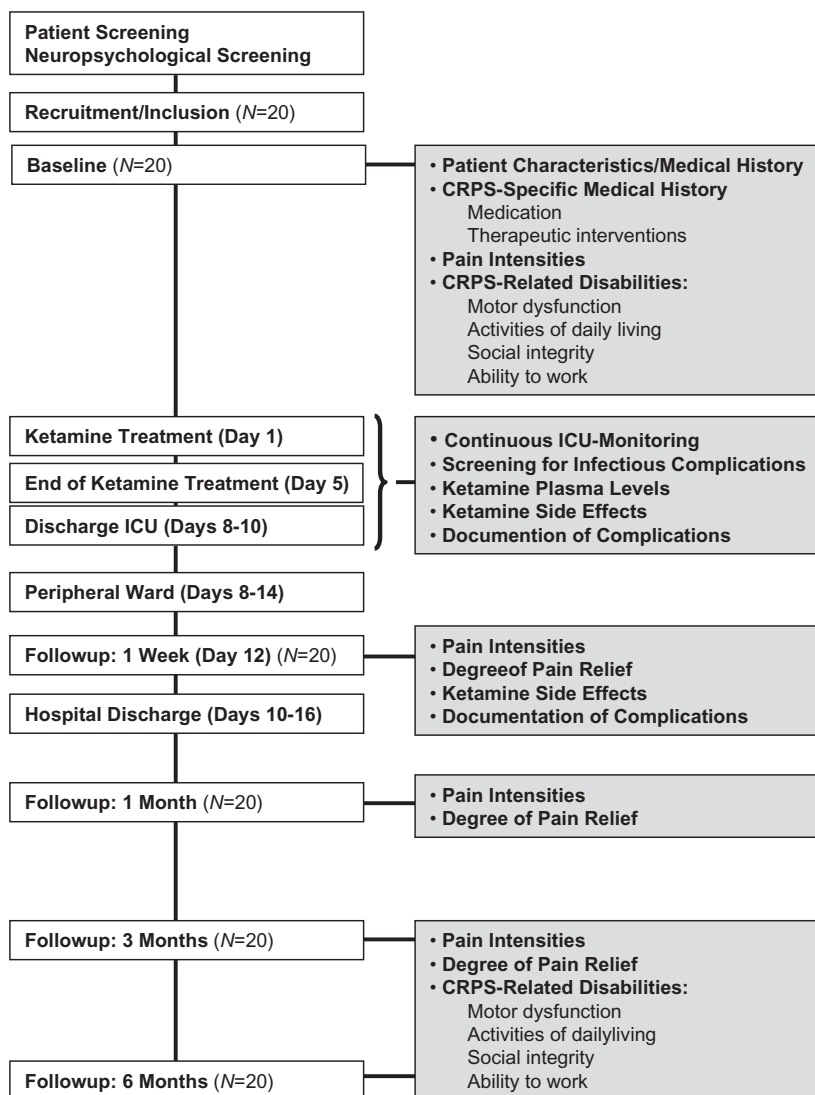 Patient Screening
Neuropsychological Screening
Recruitment/Inclusion (N=20)
Baseline (N=20)
• Patient Characteristics/Medical History
• CRPS-Specific Medical History
Medication
Therapeutic interventions
• Pain Intensities
• CRPS-Related Disabilities:
Motor dysfunction
Activities of daily living
Social integrity
Ability to work
Ketamine Treatment (Day 1)
End of Ketamine Treatment (Day 5)
Discharge ICU (Days 8-10)
• Continuous ICU-Monitoring
• Screening for Infectious Complications
• Ketamine Plasma Levels
• Ketamine Side Effects
• Documention of Complications
Peripheral Ward (Days 8-14)
Followup: 1 Week (Day 12) (N=20)
• Pain Intensities
• Degreeof Pain Relief
• Ketamine Side Effects
• Documentation of Complications
Hospital Discharge (Days 10-16)
Followup: 1 Month (N=20)
• Pain Intensities
• Degree of Pain Relief
Followup: 3 Months (N=20)
• Pain Intensities
• Degree of Pain Relief
• CRPS-Related Disabilities:
Motor dysfunction
Activities of dailyliving
Social integrity
Ability to work
Followup: 6 Months (N=20)